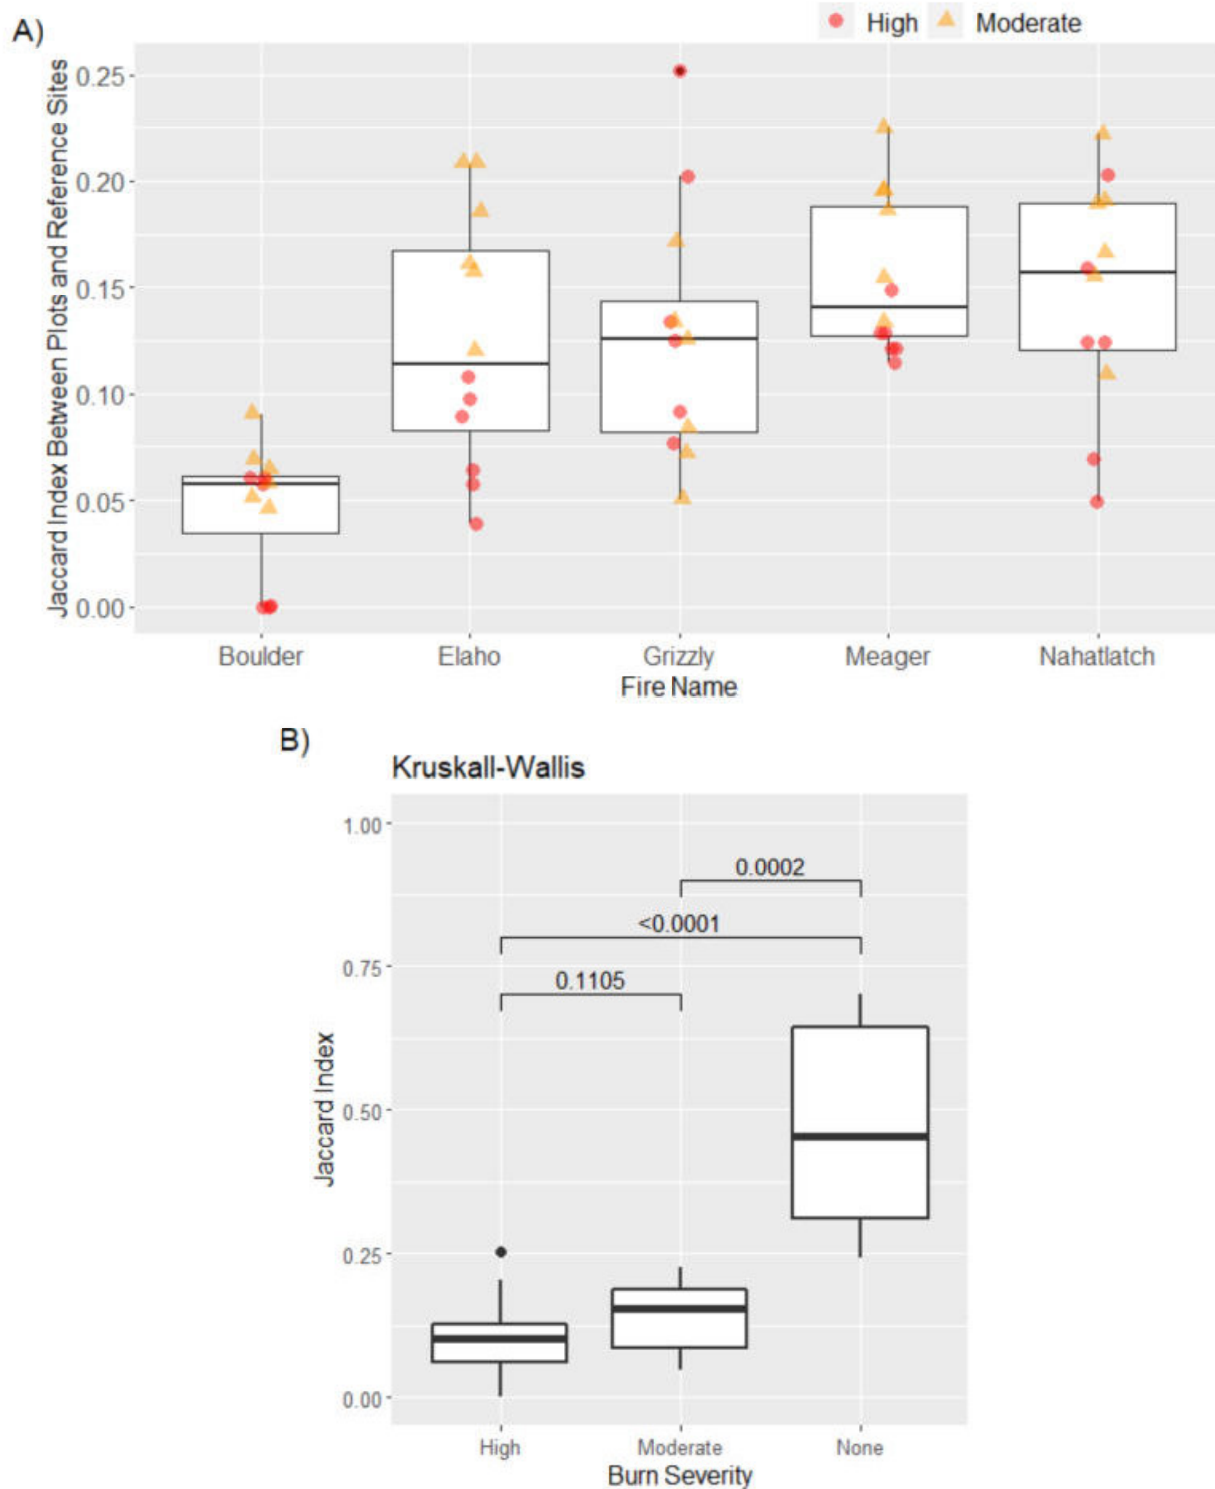 A)
High Moderate
Jaccard Index Between Plots and Reference Sites
0.25
0.20
0.15
0.10
0.05
0.00
Boulder Elaho Grizzly Meager Nahatlatch
Fire Name
B)
Kruskall-Wallis
Jaccard Index
1.00
0.75
0.50
0.25
0.00
0.0002
<0.0001
0.1105
High Moderate None
Burn Severity